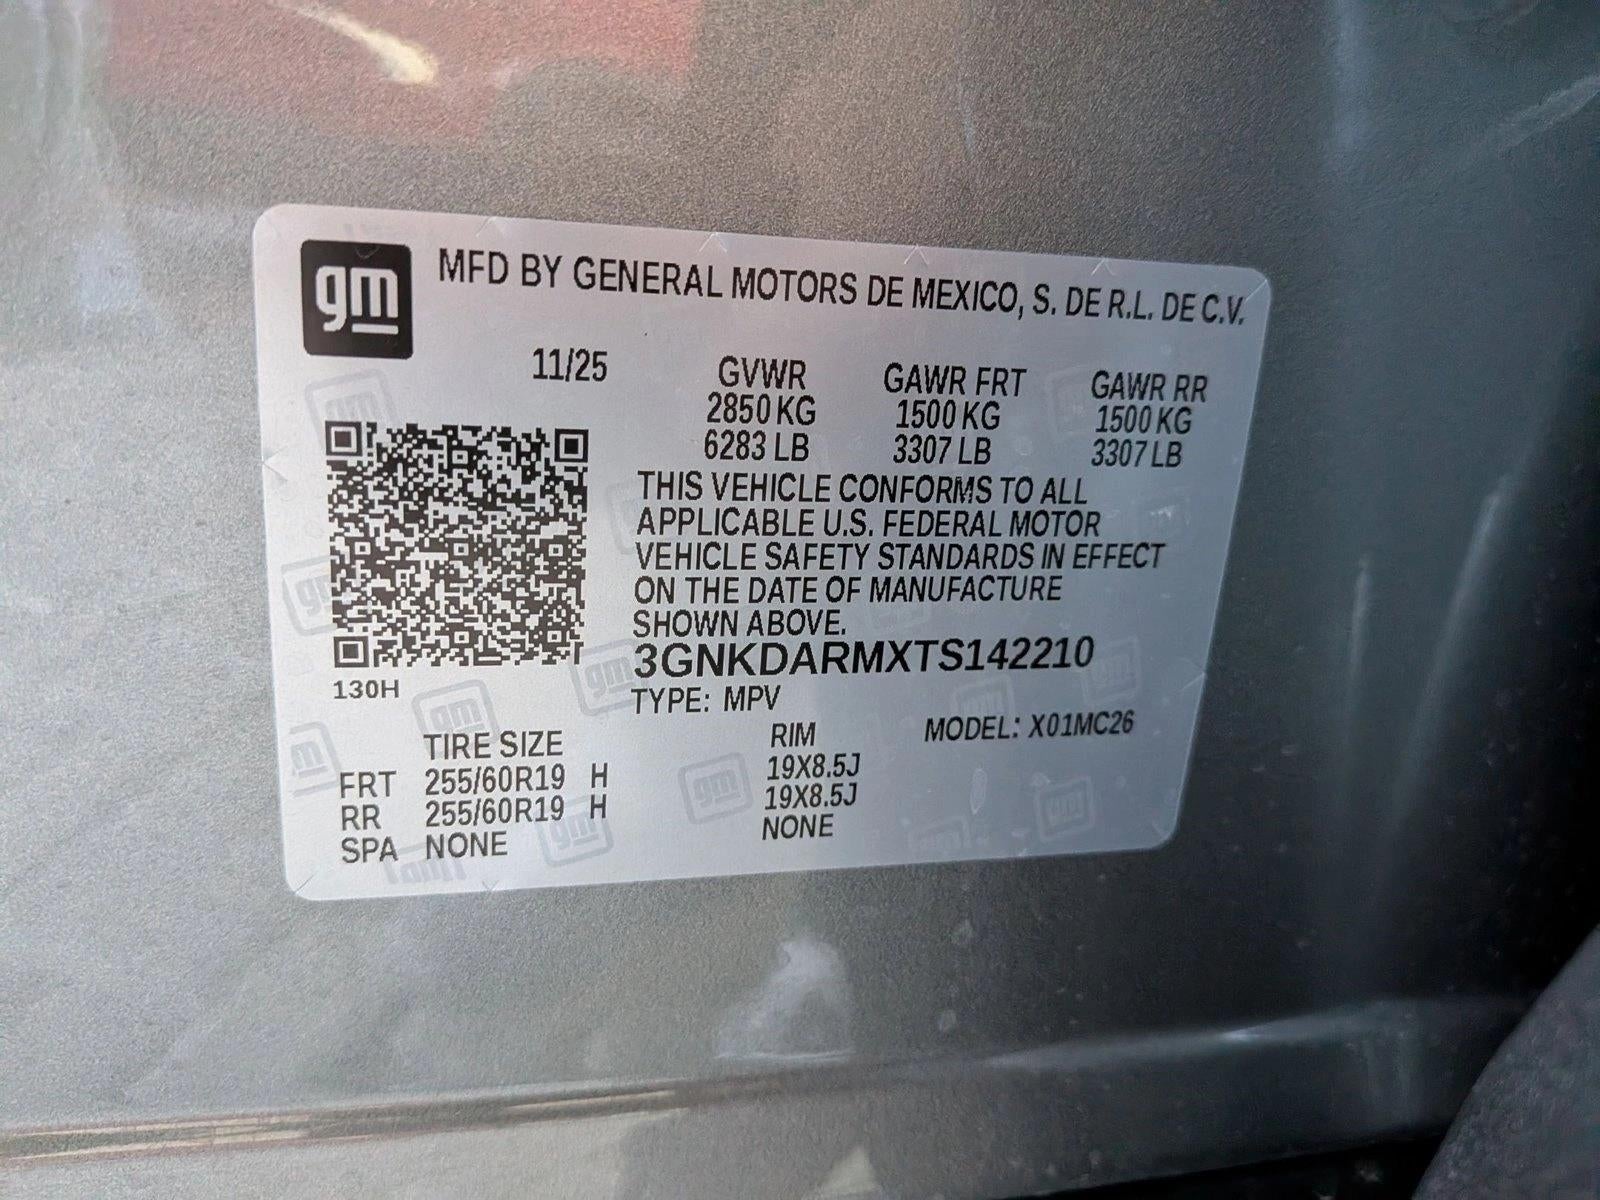 gm
MFD BY GENERAL MOTORS DE MEXICO, S. DE R.L. DE C.V.
11/25
GVWR GAWR FRT GAWR RR
2850 KG 1500 KG 1500 KG
6283 LB 3307 LB 3307 LB
THIS VEHICLE CONFORMS TO ALL
APPLICABLE U.S. FEDERAL MOTOR
VEHICLE SAFETY STANDARDS IN EFFECT
ON THE DATE OF MANUFACTURE
SHOWN ABOVE.
3GNKDARMXTS142210
130H
TYPE: MPV
MODEL: X01MC26
TIRE SIZE RIM
FRT 255/60R19 H 19X8.5J
RR 255/60R19 H 19X8.5J
SPA NONE NONE